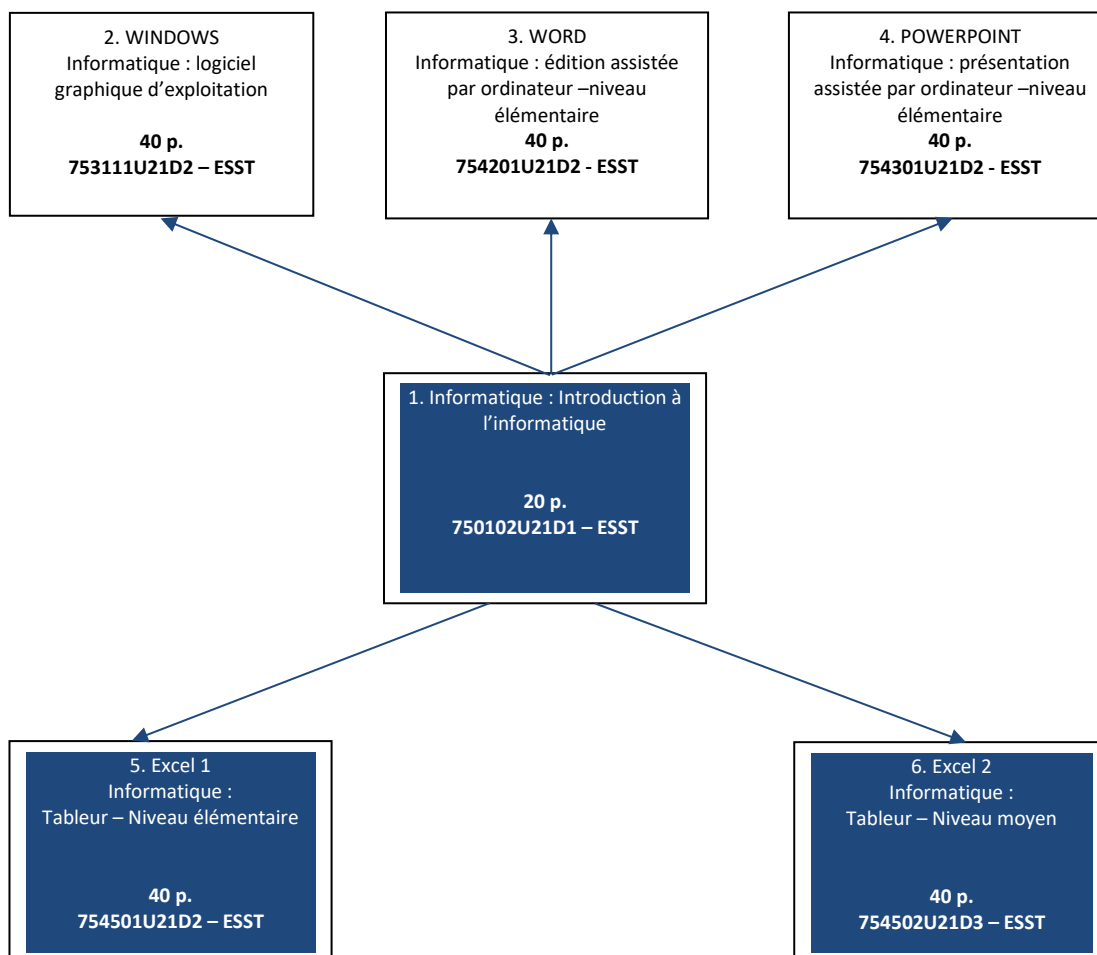 2. WINDOWS
Informatique : logiciel
graphique d’exploitation
40 p.
753111U21D2 – ESST
3. WORD
Informatique : édition assistée
par ordinateur –niveau
élémentaire
40 p.
754201U21D2 - ESST
4. POWERPOINT
Informatique : présentation
assistée par ordinateur –niveau
élémentaire
40 p.
754301U21D2 - ESST
1. Informatique : Introduction à
l’informatique
20 p.
750102U21D1 – ESST
5. Excel 1
Informatique :
Tableur – Niveau élémentaire
40 p.
754501U21D2 – ESST
6. Excel 2
Informatique :
Tableur – Niveau moyen
40 p.
754502U21D3 – ESST